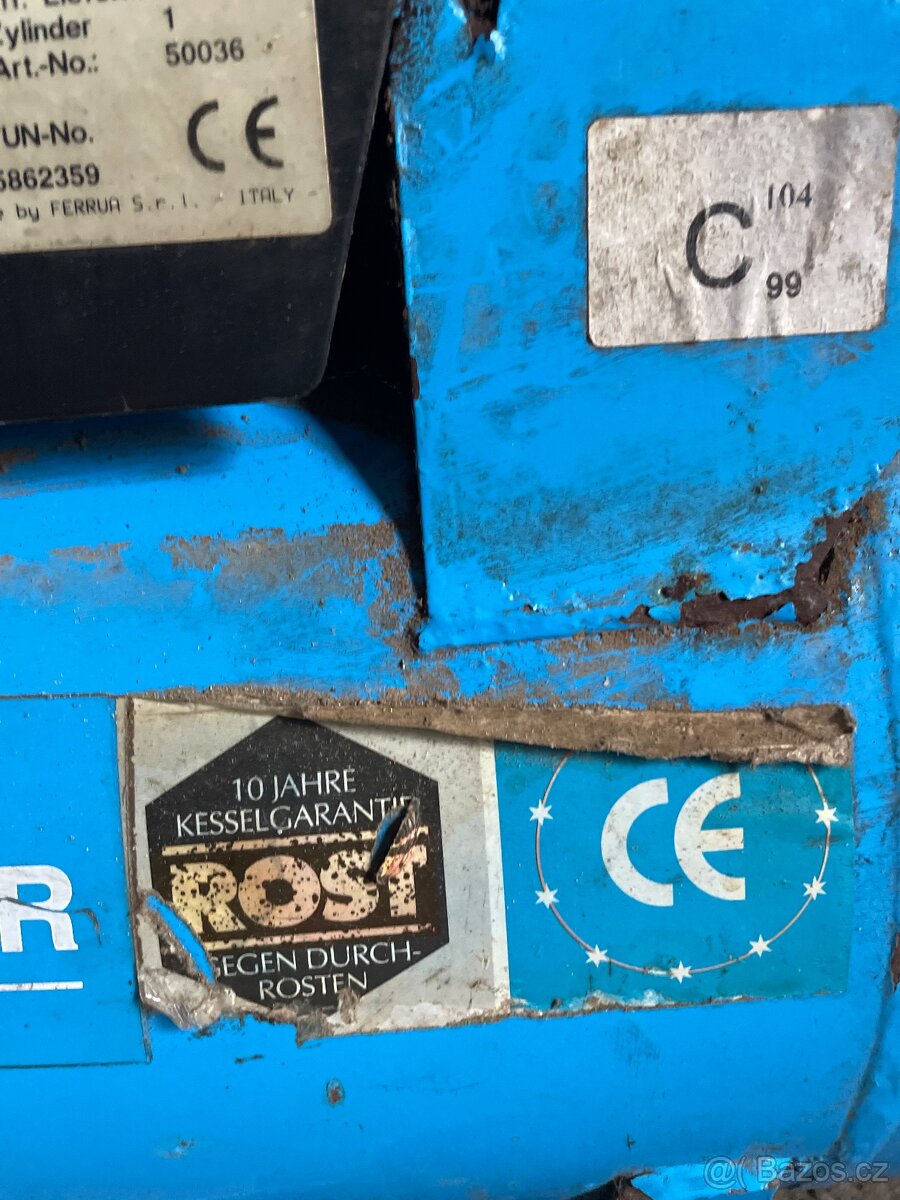 Zylinder 1
Art.-No.: 50036
TUN-No.
CE
5862359
by FERRUA S.r.l. - ITALY -
C 104
99
10 JAHRE
KESSELGARANTIE
ROST
GEGEN DURCH-
ROSTEN
CE
R
@( Bazos.cz